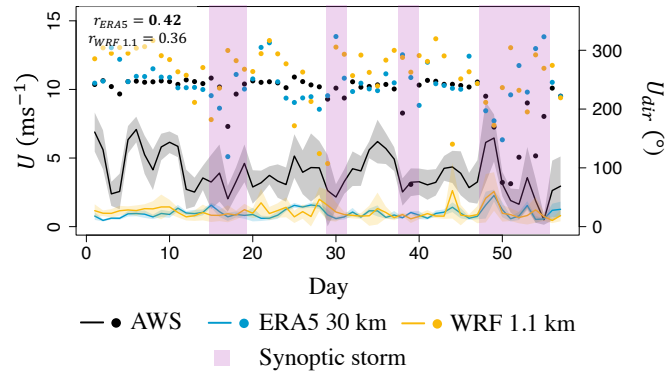 r_ERA5 = 0.42
r_WRF 1.1 = 0.36
15
10
5
0
U (ms⁻¹)
300
200
100
0
U_dir (°)
0 10 20 30 40 50
Day
AWS ERA5 30 km WRF 1.1 km
Synoptic storm